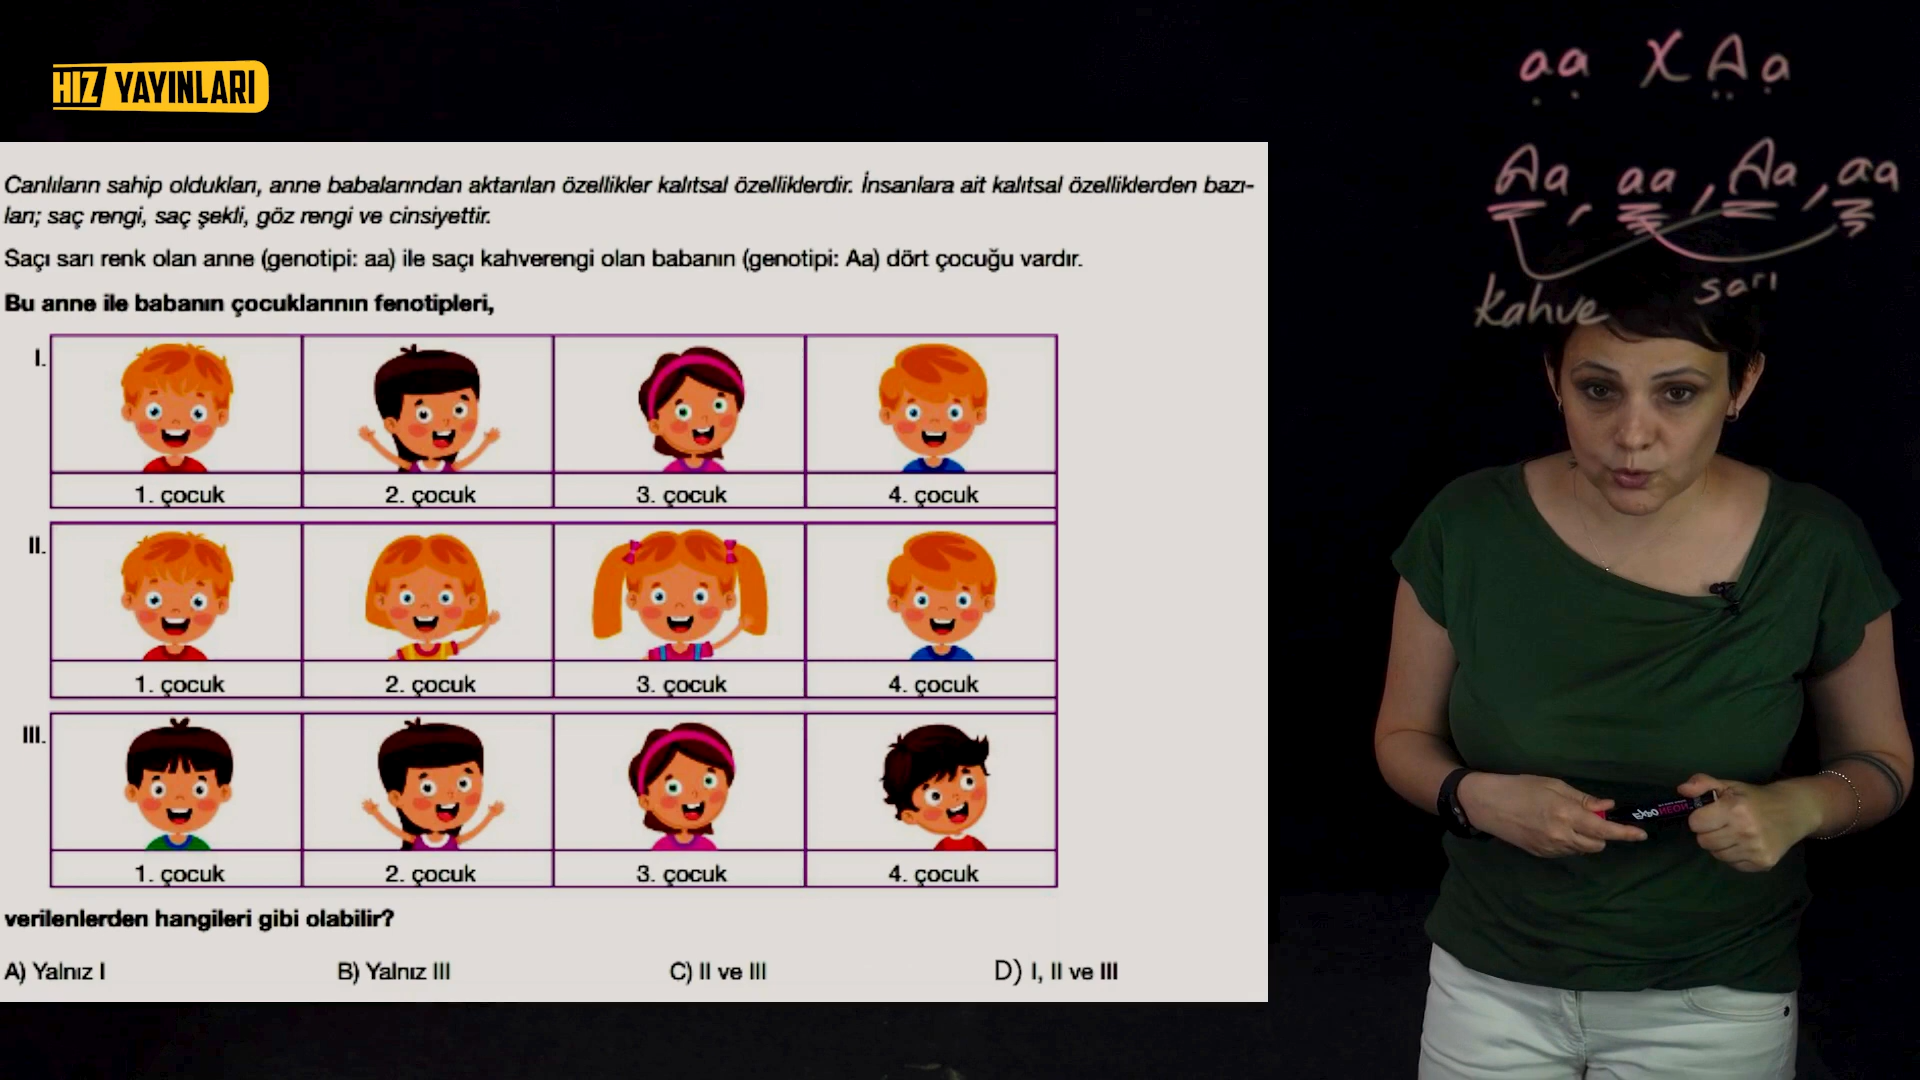 HIZ YAYINLARI
Canlıların sahip oldukları, anne babalarından aktarılan özellikler kalıtsal özelliklerdir. İnsanlara ait kalıtsal özelliklerden bazı-
ları; saç rengi, saç şekli, göz rengi ve cinsiyettir.
Saçı sarı renk olan anne (genotipi: aa) ile saçı kahverengi olan babanın (genotipi: Aa) dört çocuğu vardır.
Bu anne ile babanın çocuklarının fenotipleri,
I.
1. çocuk 2. çocuk 3. çocuk 4. çocuk
II.
1. çocuk 2. çocuk 3. çocuk 4. çocuk
III.
1. çocuk 2. çocuk 3. çocuk 4. çocuk
verilenlerden hangileri gibi olabilir?
A) Yalnız I B) Yalnız III C) II ve III D) I, II ve III
aa X Aa
Aa, aa, Aa, aa
kahve sarı